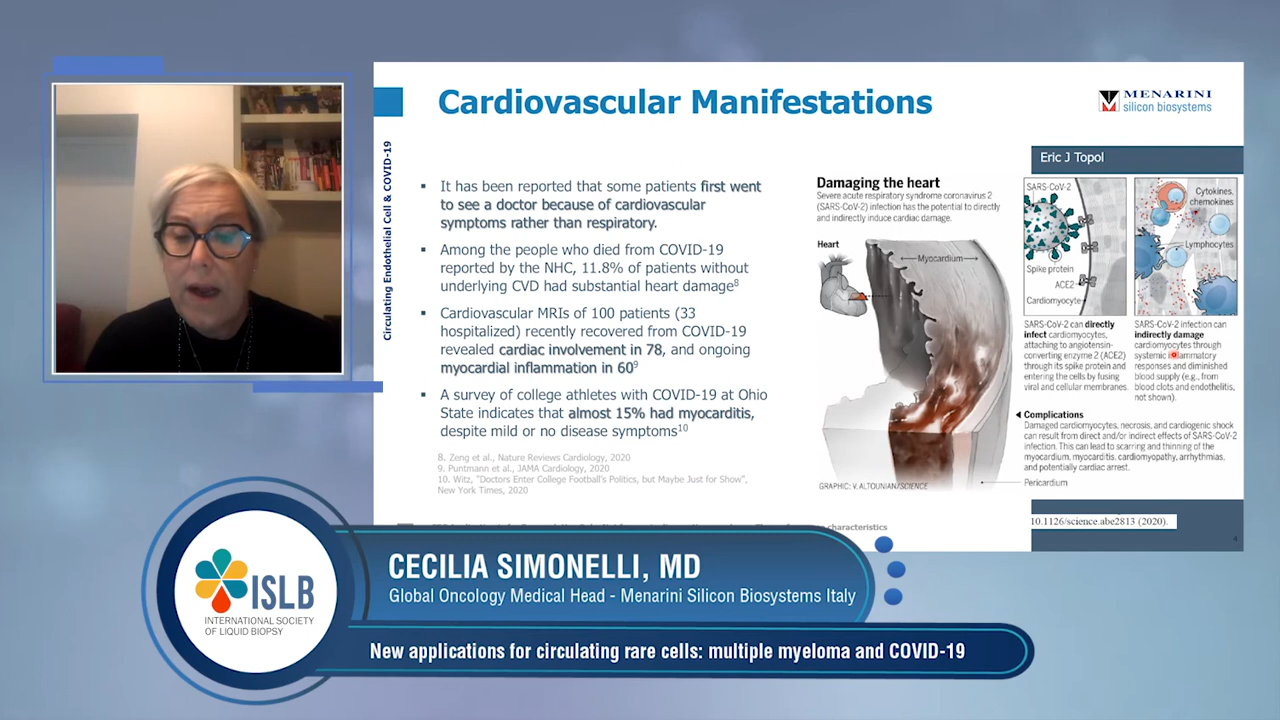 Cardiovascular Manifestations
MENARINI
silicon biosystems
Circulating Endothelial Cell & COVID-19
▪ It has been reported that some patients first went
to see a doctor because of cardiovascular
symptoms rather than respiratory.
▪ Among the people who died from COVID-19
reported by the NHC, 11.8% of patients without
underlying CVD had substantial heart damage8
▪ Cardiovascular MRIs of 100 patients (33
hospitalized) recently recovered from COVID-19
revealed cardiac involvement in 78, and ongoing
myocardial inflammation in 609
▪ A survey of college athletes with COVID-19 at Ohio
State indicates that almost 15% had myocarditis,
despite mild or no disease symptoms10
8. Zeng et al., Nature Reviews Cardiology, 2020
9. Puntmann et al., JAMA Cardiology, 2020
10. Witz, "Doctors Enter College Football's Politics, but Maybe Just for Show",
New York Times, 2020
Eric J Topol
Damaging the heart
Severe acute respiratory syndrome coronavirus 2
(SARS-CoV-2) infection has the potential to directly
and indirectly induce cardiac damage.
Heart
Myocardium
SARS-CoV-2
Spike protein
ACE2
Cardiomyocyte
Cytokines,
chemokines
Lymphocytes
SARS-CoV-2 can directly
infect cardiomyocytes,
attaching to angiotensin-
converting enzyme 2 (ACE2)
through its spike protein and
entering the cells by fusing
viral and cellular membranes.
SARS-CoV-2 infection can
indirectly damage
cardiomyocytes through
systemic inflammatory
responses and diminished
blood supply (e.g., from
blood clots and endothelitis,
not shown).
Complications
Damaged cardiomyocytes, necrosis, and cardiogenic shock
can result from direct and/or indirect effects of SARS-CoV-2
infection. This can lead to scarring and thinning of the
myocardium, myocarditis, cardiomyopathy, arrhythmias,
and potentially cardiac arrest.
Pericardium
GRAPHIC: V. ALTOUNIAN/SCIENCE
10.1126/science.abe2813 (2020).
characteristics
CECILIA SIMONELLI, MD
Global Oncology Medical Head - Menarini Silicon Biosystems Italy
ISLB
INTERNATIONAL SOCIETY
OF LIQUID BIOPSY
New applications for circulating rare cells: multiple myeloma and COVID-19